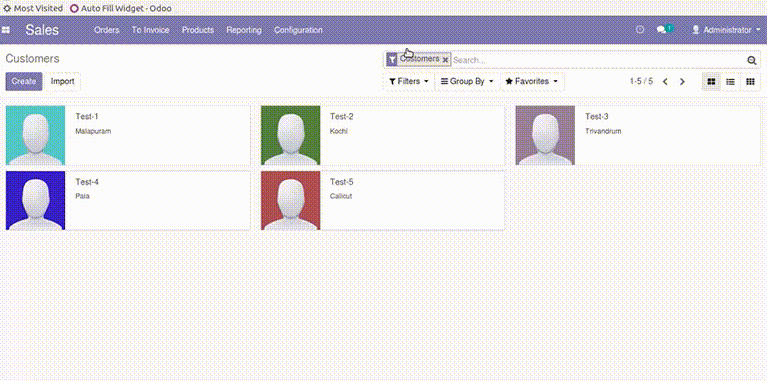 Most Visited Auto Fill Widget - Odoo
Sales Orders To Invoice Products Reporting Configuration 1 Administrator
Customers
Customers × Search...
Create Import Filters Group By Favorites 1-5 / 5
Test-1 Test-2 Test-3
Malapuram Kochi Trivandrum
Test-4 Test-5
Pala Calicut